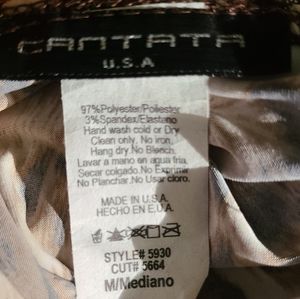 CANTATA
U.S.A
97%Polyester/Poliester
3%Spandex/Elasteno
Hand wash cold or Dry
Clean only. No iron,
Hang dry. No Bleach.
Lavar a mano en agua fria,
Secar colgado. No Exprimir
No Planchar. No Usar cloro.
MADE IN U.S.A.
HECHO EN E.U.A.
STYLE# 5930
CUT# 5664
M/Mediano